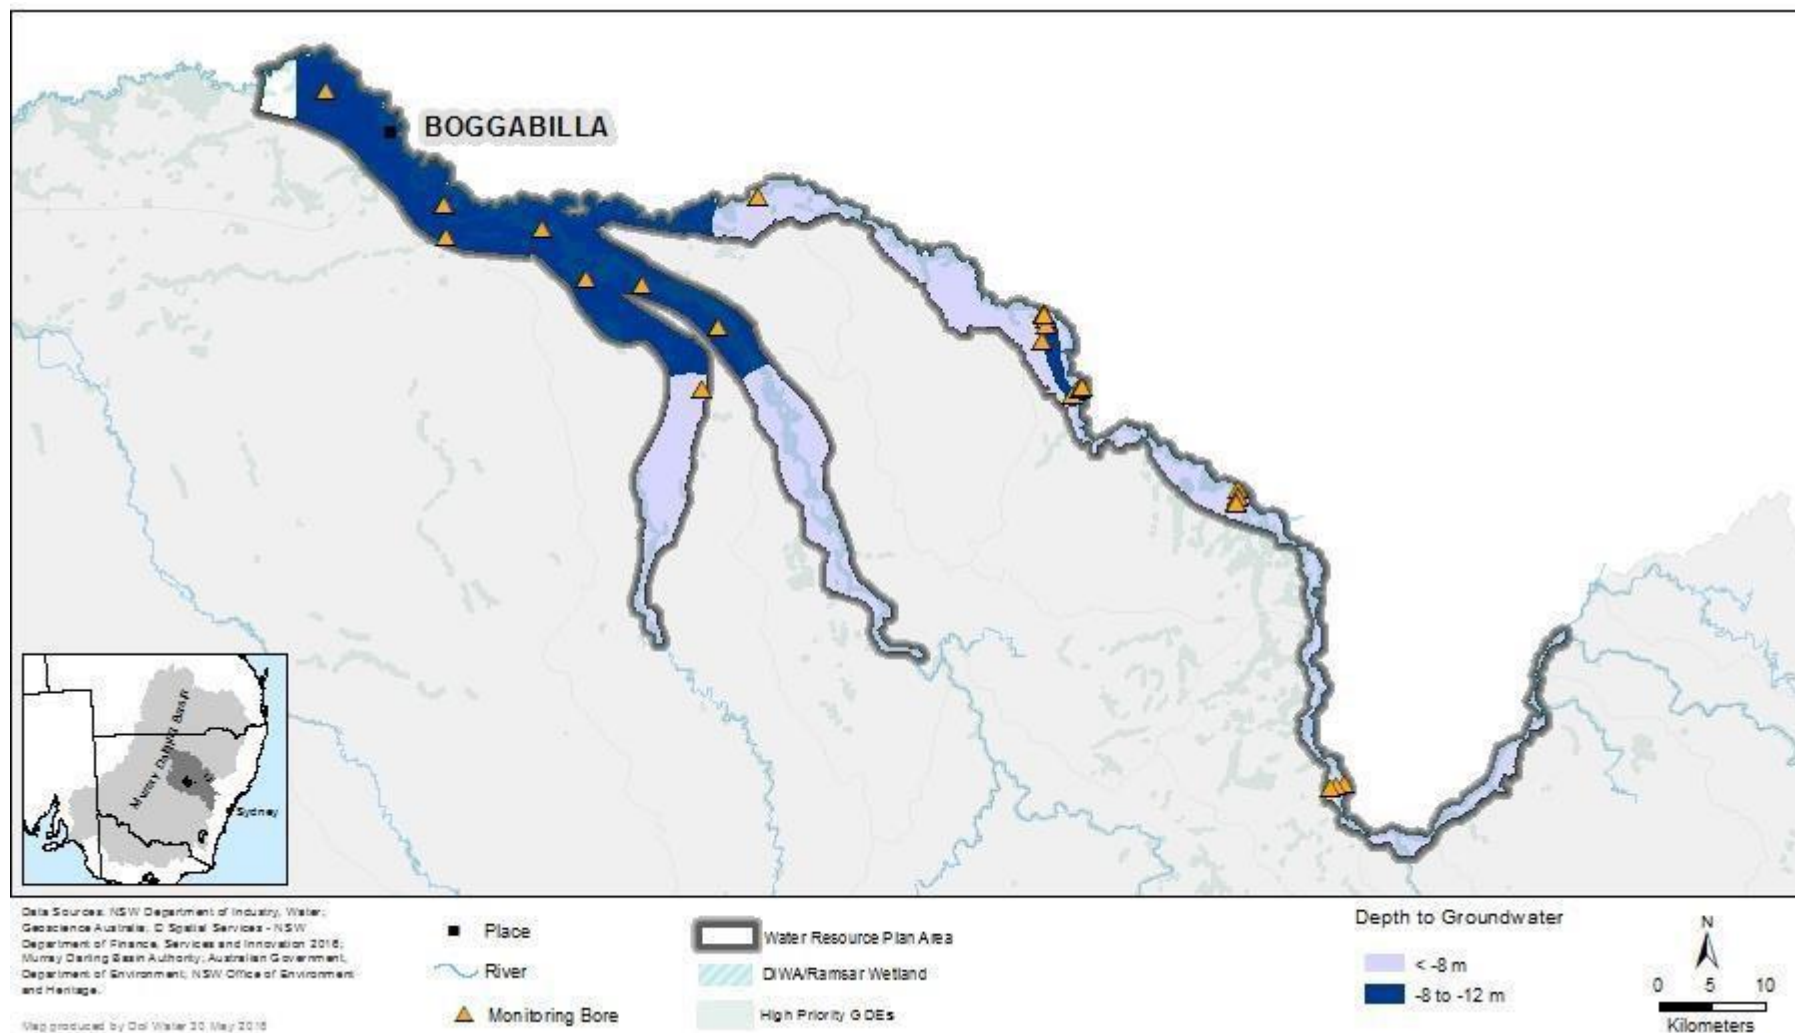 BOGGABILLA
Murray Darling Basin
Sydney
Data Sources: NSW Department of Industry, Water;
Geoscience Australia; © Spatial Services - NSW
Department of Finance, Services and Innovation 2016;
Murray Darling Basin Authority; Australian Government,
Department of Environment; NSW Office of Environment
and Heritage.
Map produced by DoI Water 30 May 2018
Place
River
Monitoring Bore
Water Resource Plan Area
DIWA/Ramsar Wetland
High Priority GDEs
Depth to Groundwater
< -8 m
-8 to -12 m
N
0 5 10
Kilometers